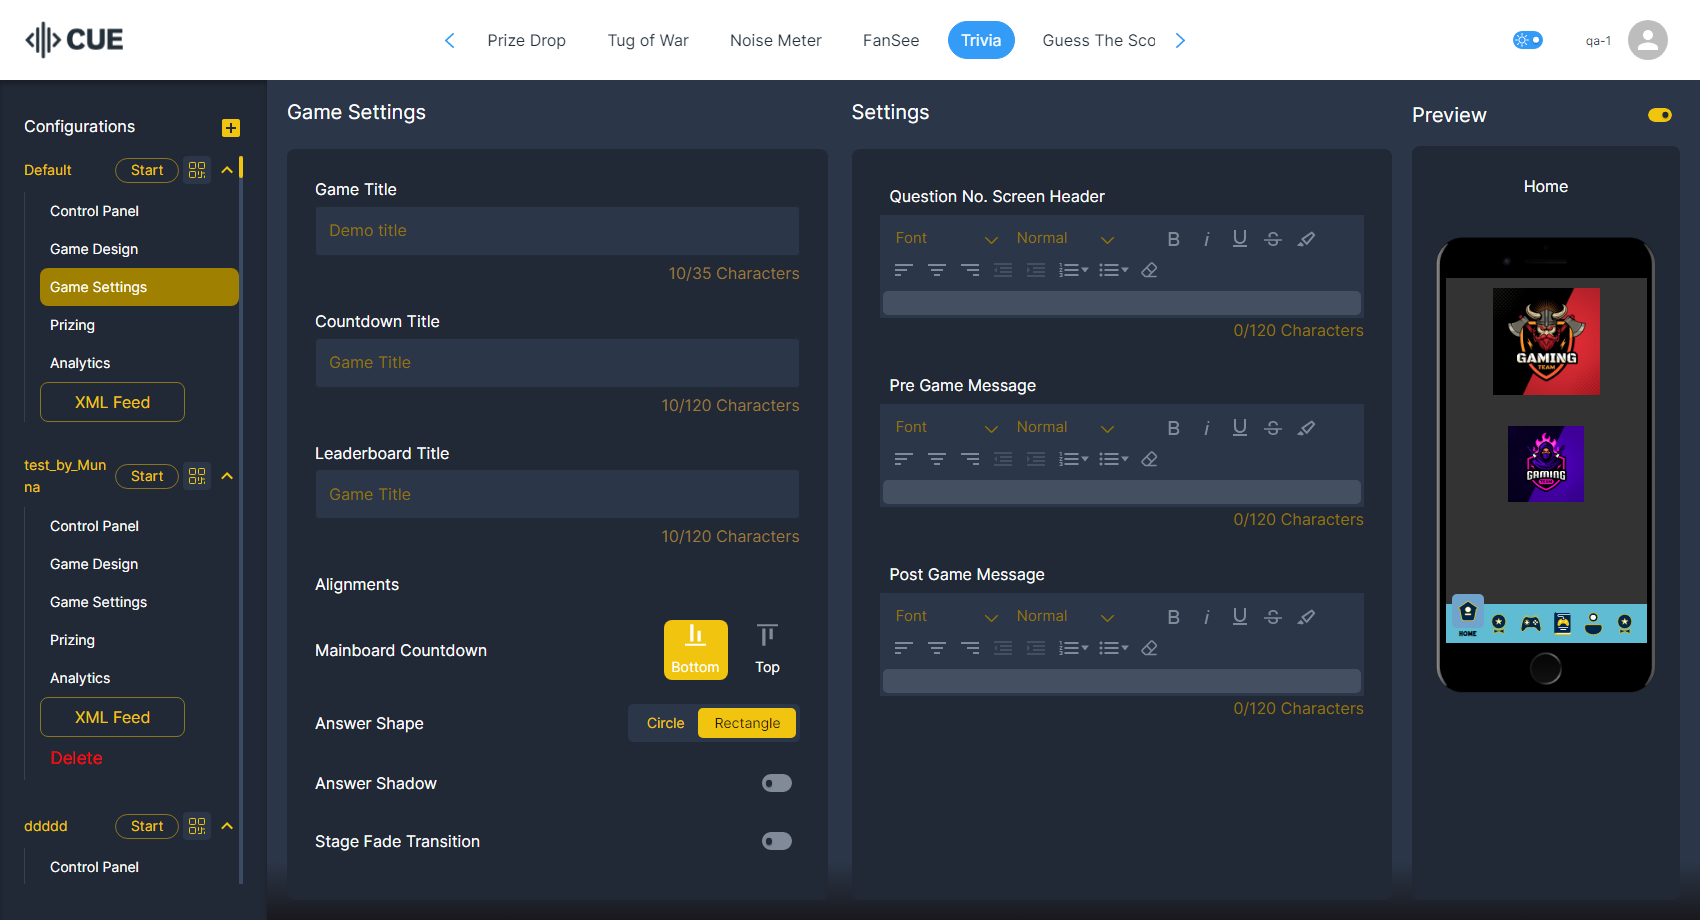 CUE
Prize Drop
Tug of War
Noise Meter
FanSee
Trivia
Guess The Sco
qa-1
Configurations
Default
Start
Control Panel
Game Design
Game Settings
Prizing
Analytics
XML Feed
test_by_Mun
na
Start
Control Panel
Game Design
Game Settings
Prizing
Analytics
XML Feed
Delete
ddddd
Start
Control Panel
Game Settings
Game Title
Demo title
10/35 Characters
Countdown Title
Game Title
10/120 Characters
Leaderboard Title
Game Title
10/120 Characters
Alignments
Mainboard Countdown
Bottom
Top
Answer Shape
Circle
Rectangle
Answer Shadow
Stage Fade Transition
Settings
Question No. Screen Header
Font
Normal
B i U S
0/120 Characters
Pre Game Message
Font
Normal
B i U S
0/120 Characters
Post Game Message
Font
Normal
B i U S
0/120 Characters
Preview
Home
GAMING
TEAM
GAMING
TEAM
HOME